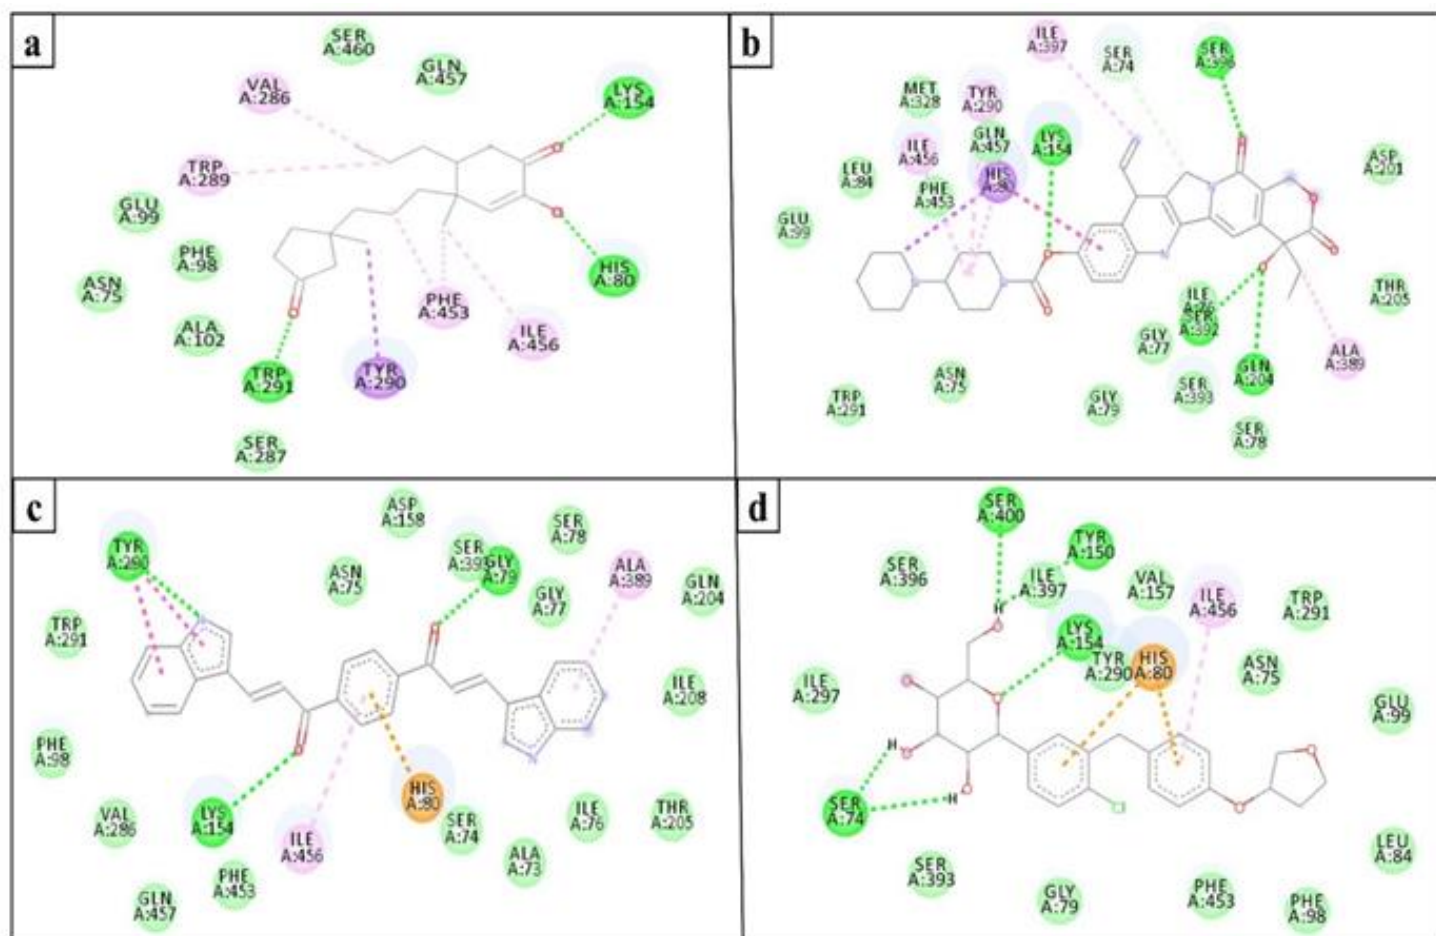 a
SER
A:460
GLN
A:457
VAL
A:286
LYS
A:154
TRP
A:289
GLU
A:99
PHE
A:98
ASN
A:75
ALA
A:102
HIS
A:80
PHE
A:453
ILE
A:456
TRP
A:291
TYR
A:290
SER
A:287
O
O
O
b
ILE
A:397
SER
A:74
SER
A:396
MET
A:328
TYR
A:290
GLN
A:457
LYS
A:154
ILE
A:456
LEU
A:84
PHE
A:453
HIS
A:80
ASP
A:201
GLU
A:99
THR
A:205
ILE
A:76
SER
A:392
GLY
A:77
ALA
A:389
GLN
A:204
ASN
A:75
TRP
A:291
GLY
A:79
SER
A:393
SER
A:78
c
ASP
A:158
SER
A:78
TYR
A:290
SER
A:393
GLY
A:79
ASN
A:75
ALA
A:389
GLN
A:204
GLY
A:77
TRP
A:291
ILE
A:208
PHE
A:98
HIS
A:80
VAL
A:286
LYS
A:154
ILE
A:456
SER
A:74
ILE
A:76
THR
A:205
PHE
A:453
ALA
A:73
GLN
A:457
d
SER
A:400
TYR
A:150
SER
A:396
ILE
A:397
VAL
A:157
ILE
A:456
TRP
A:291
LYS
A:154
TYR
A:290
HIS
A:80
ASN
A:75
ILE
A:297
GLU
A:99
H
H
H
Cl
SER
A:74
LEU
A:84
SER
A:393
GLY
A:79
PHE
A:453
PHE
A:98